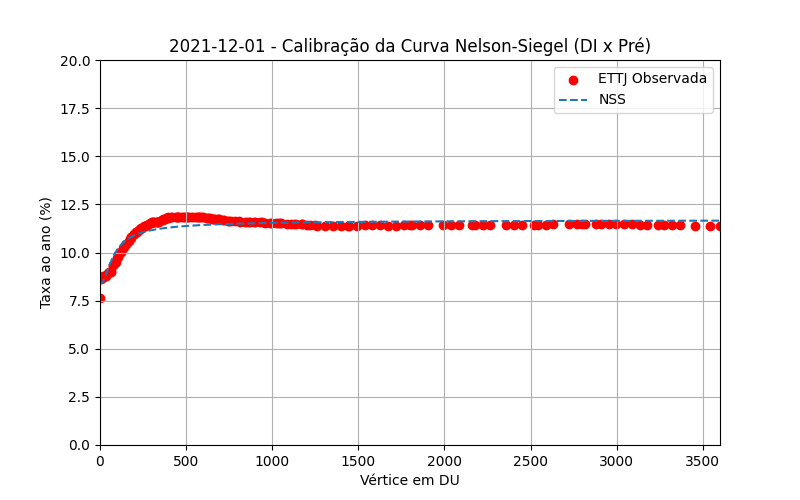 2021-12-01 - Calibração da Curva Nelson-Siegel (DI x Pré)
20.0
17.5
15.0
12.5
10.0
7.5
5.0
2.5
0.0
Taxa ao ano (%)
ETTJ Observada
NSS
0 500 1000 1500 2000 2500 3000 3500
Vértice em DU